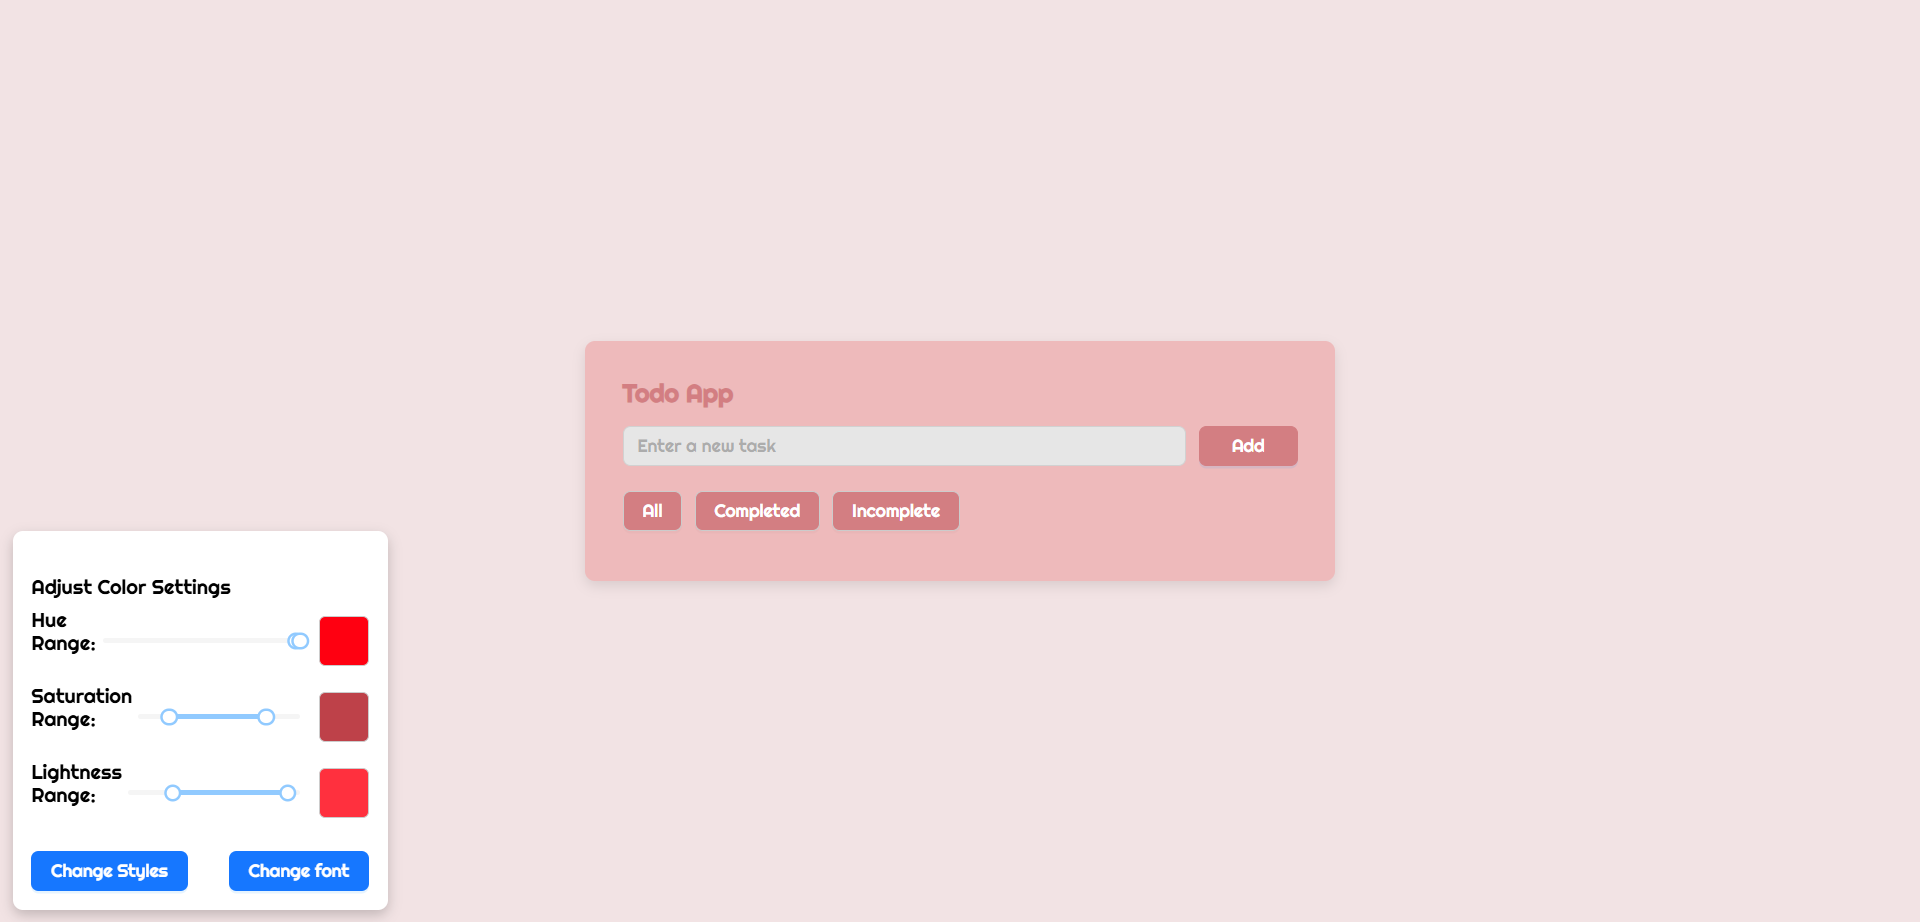 Todo App
Enter a new task
Add
All
Completed
Incomplete
Adjust Color Settings
Hue
Range:
Saturation
Range:
Lightness
Range:
Change Styles
Change font